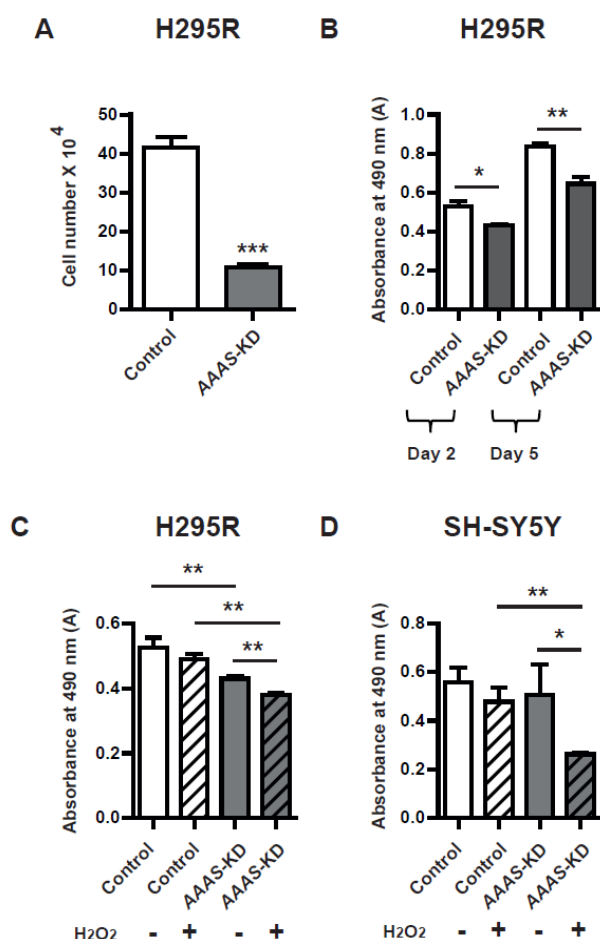 A H295R
Cell number X 10 4
50
40
30
20
10
0
***
Control
AAAS-KD
B H295R
Absorbance at 490 nm (A)
1.0
0.8
0.6
0.4
0.2
0.0
*
**
Control
AAAS-KD
Control
AAAS-KD
Day 2 Day 5
C H295R
Absorbance at 490 nm (A)
0.6
0.4
0.2
0.0
**
**
**
Control
Control
AAAS-KD
AAAS-KD
H2O2 - + - +
D SH-SY5Y
Absorbance at 490 nm (A)
0.8
0.6
0.4
0.2
0.0
**
*
Control
Control
AAAS-KD
AAAS-KD
H2O2 - + - +